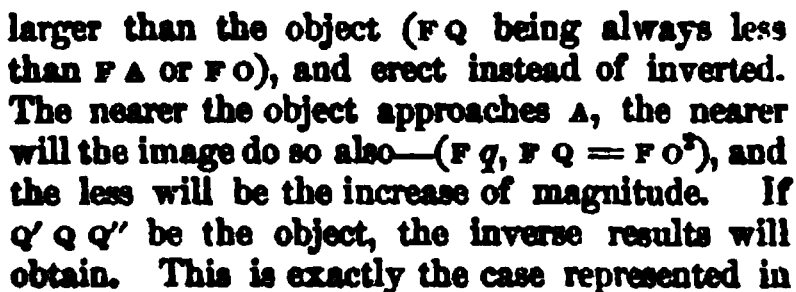 larger than the object (F Q being always less
than F A or F O), and erect instead of inverted.
The nearer the object approaches A, the nearer
will the image do so also—(F q, F Q = F O²), and
the less will be the increase of magnitude. If
Q′ Q Q″ be the object, the inverse results will
obtain. This is exactly the case represented in